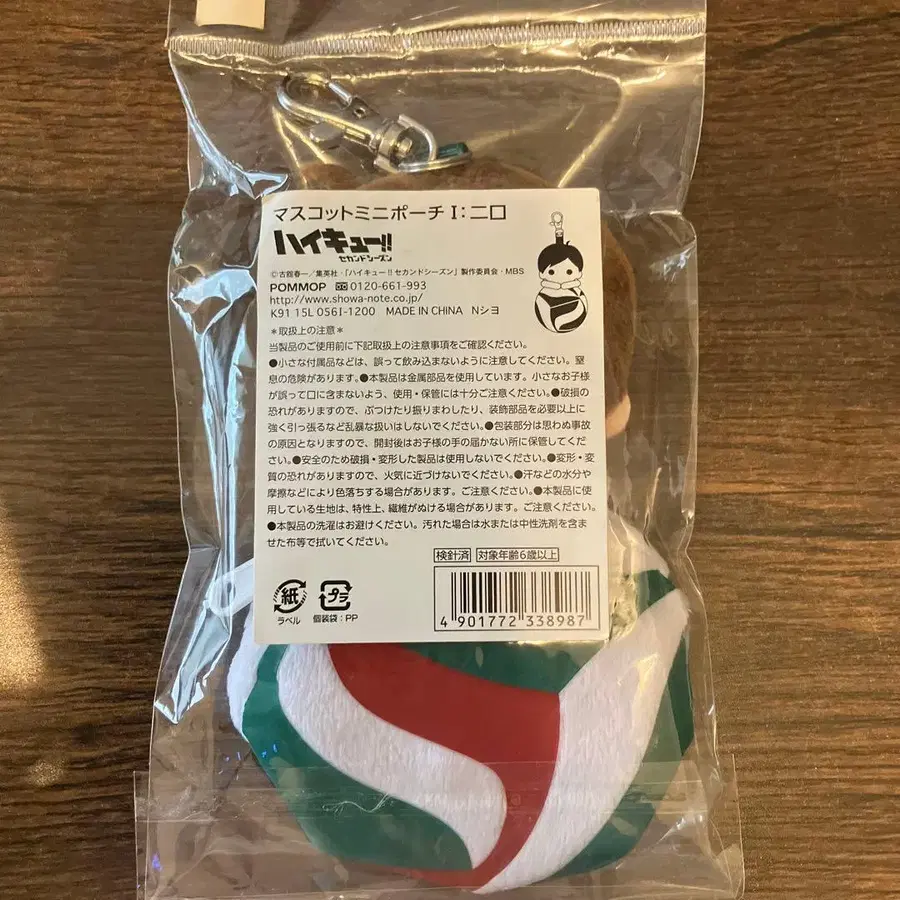 マスコットミニポーチ I：二口
ハイキュー!!
セカンドシーズン
©古舘春一／集英社・「ハイキュー!! セカンドシーズン」製作委員会・MBS
POMMOP 0120-661-993
http://www.showa-note.co.jp/
K91 15L 056I-1200 MADE IN CHINA Nシヨ
＊取扱上の注意＊
当製品のご使用前に下記取扱上の注意事項をご確認ください。
●小さな付属品などは、誤って飲み込まないように注意してください。窒
息の危険があります。●本製品は金属部品を使用しています。小さなお子様
が誤って口に含まないよう、使用・保管には十分ご注意ください。●破損の
恐れがありますので、ぶつけたり振りまわしたり、装飾部品を必要以上に
強く引っ張るなど乱暴な扱いはしないでください。●包装部分は思わぬ事故
の原因となりますので、開封後はお子様の手の届かない所に保管してくだ
さい。●安全のため破損・変形した製品は使用しないでください。●変形・変
質の恐れがありますので、火気に近づけないでください。●汗などの水分や
摩擦などにより色落ちする場合があります。ご注意ください。●本製品に使
用している生地は、特性上、繊維がぬける場合があります。ご注意ください。
●本製品の洗濯はお避けください。汚れた場合は水または中性洗剤を含ま
せた布等で拭いてください。
検針済 対象年齢6歳以上
紙 プラ
ラベル 個装袋：PP
4 901772 338987